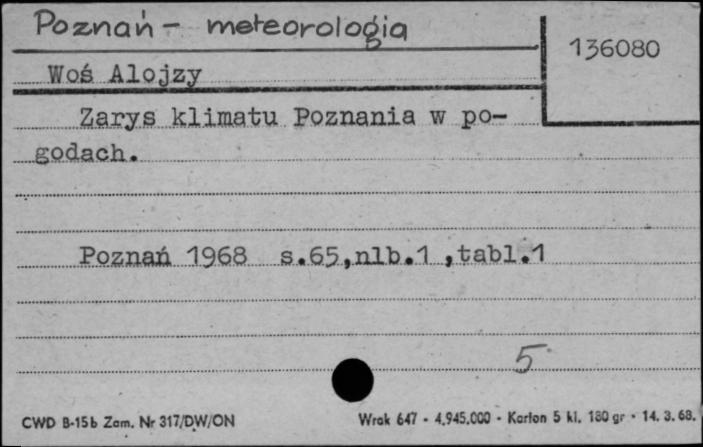 Poznań - meteorologia
136080
Woś Alojzy
Zarys klimatu Poznania w po-
godach.
Poznań 1968 s.65,nlb.1 ,tabl.1
5
CWD B-15b Zam. Nr 317/DW/ON Wrok 647 - 4.945.000 - Karton 5 kl. 180 gr - 14. 3. 68.